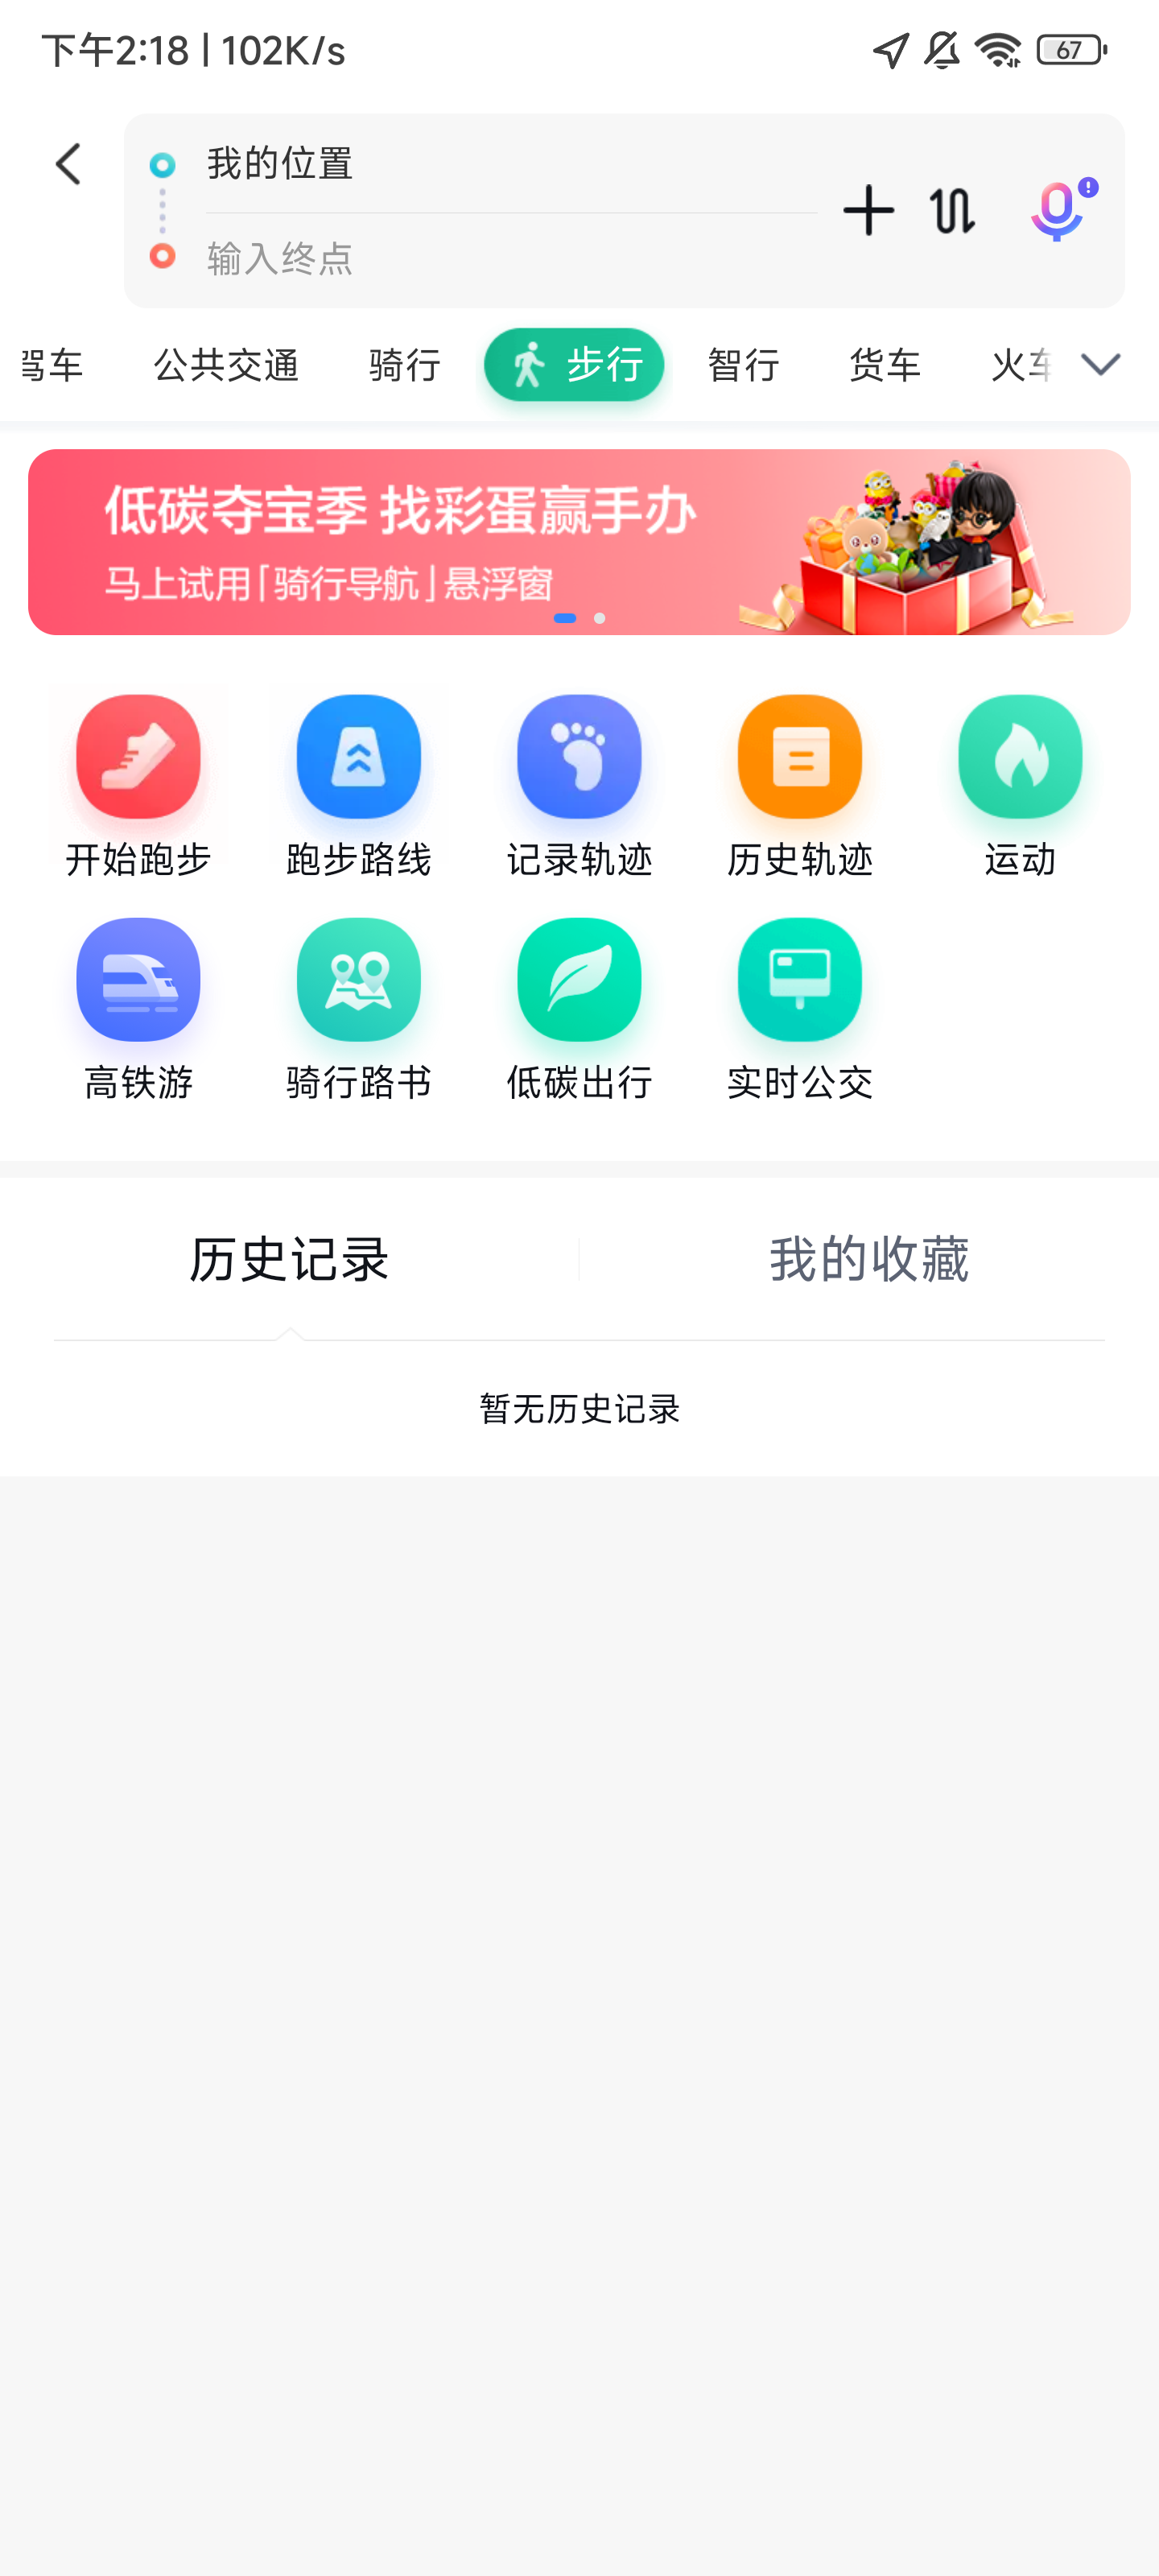 下午2:18 | 102K/s
67
我的位置
输入终点
驾车 公共交通 骑行 步行 智行 货车 火车
低碳夺宝季 找彩蛋赢手办
马上试用「骑行导航」悬浮窗
开始跑步 跑步路线 记录轨迹 历史轨迹 运动
高铁游 骑行路书 低碳出行 实时公交
历史记录 我的收藏
暂无历史记录